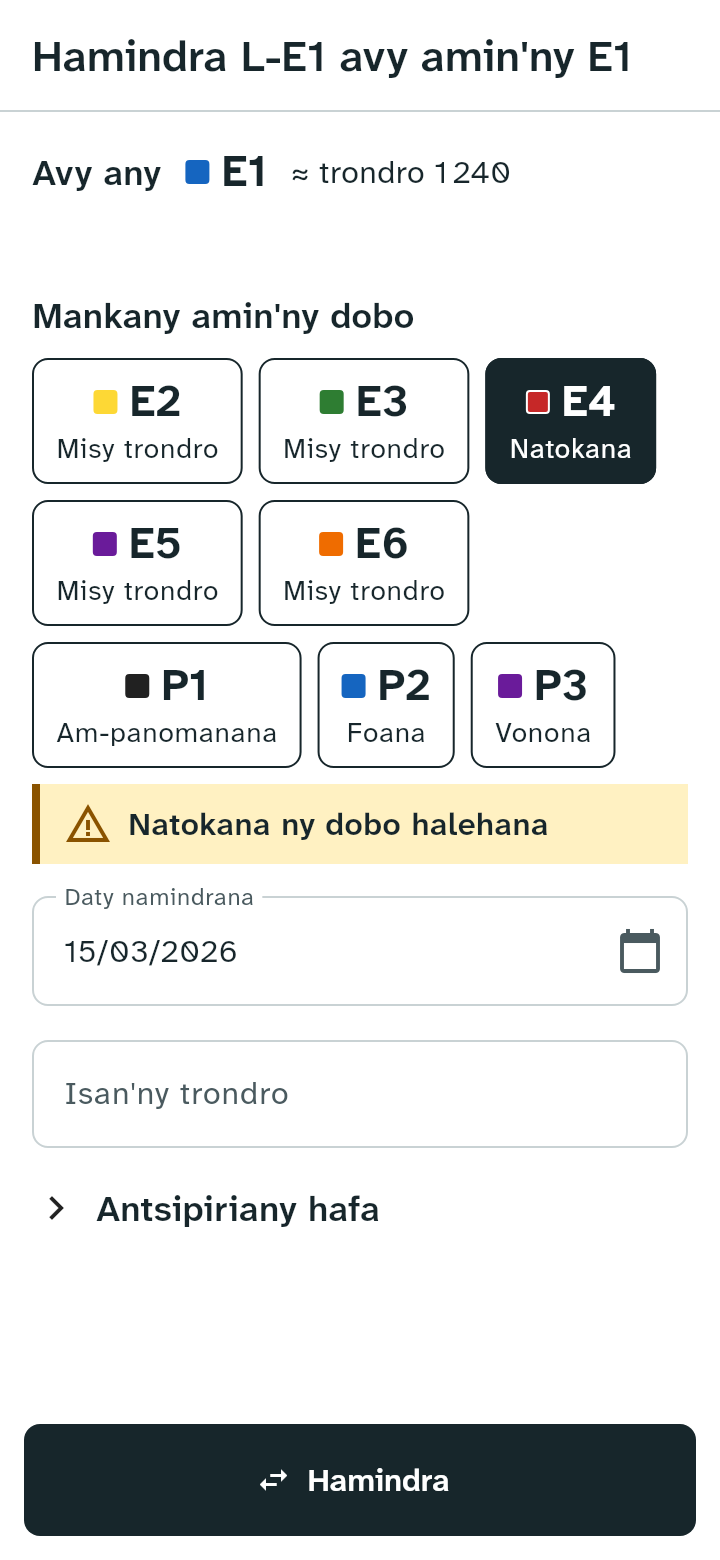 Hamindra L-E1 avy amin'ny E1
Avy any E1 ≈ trondro 1 240
Mankany amin'ny dobo
E2 E3 E4
Misy trondro Misy trondro Natokana
E5 E6
Misy trondro Misy trondro
P1 P2 P3
Am-panomanana Foana Vonona
Natokana ny dobo halehana
Daty namindrana
15/03/2026
Isan'ny trondro
Antsipiriany hafa
Hamindra